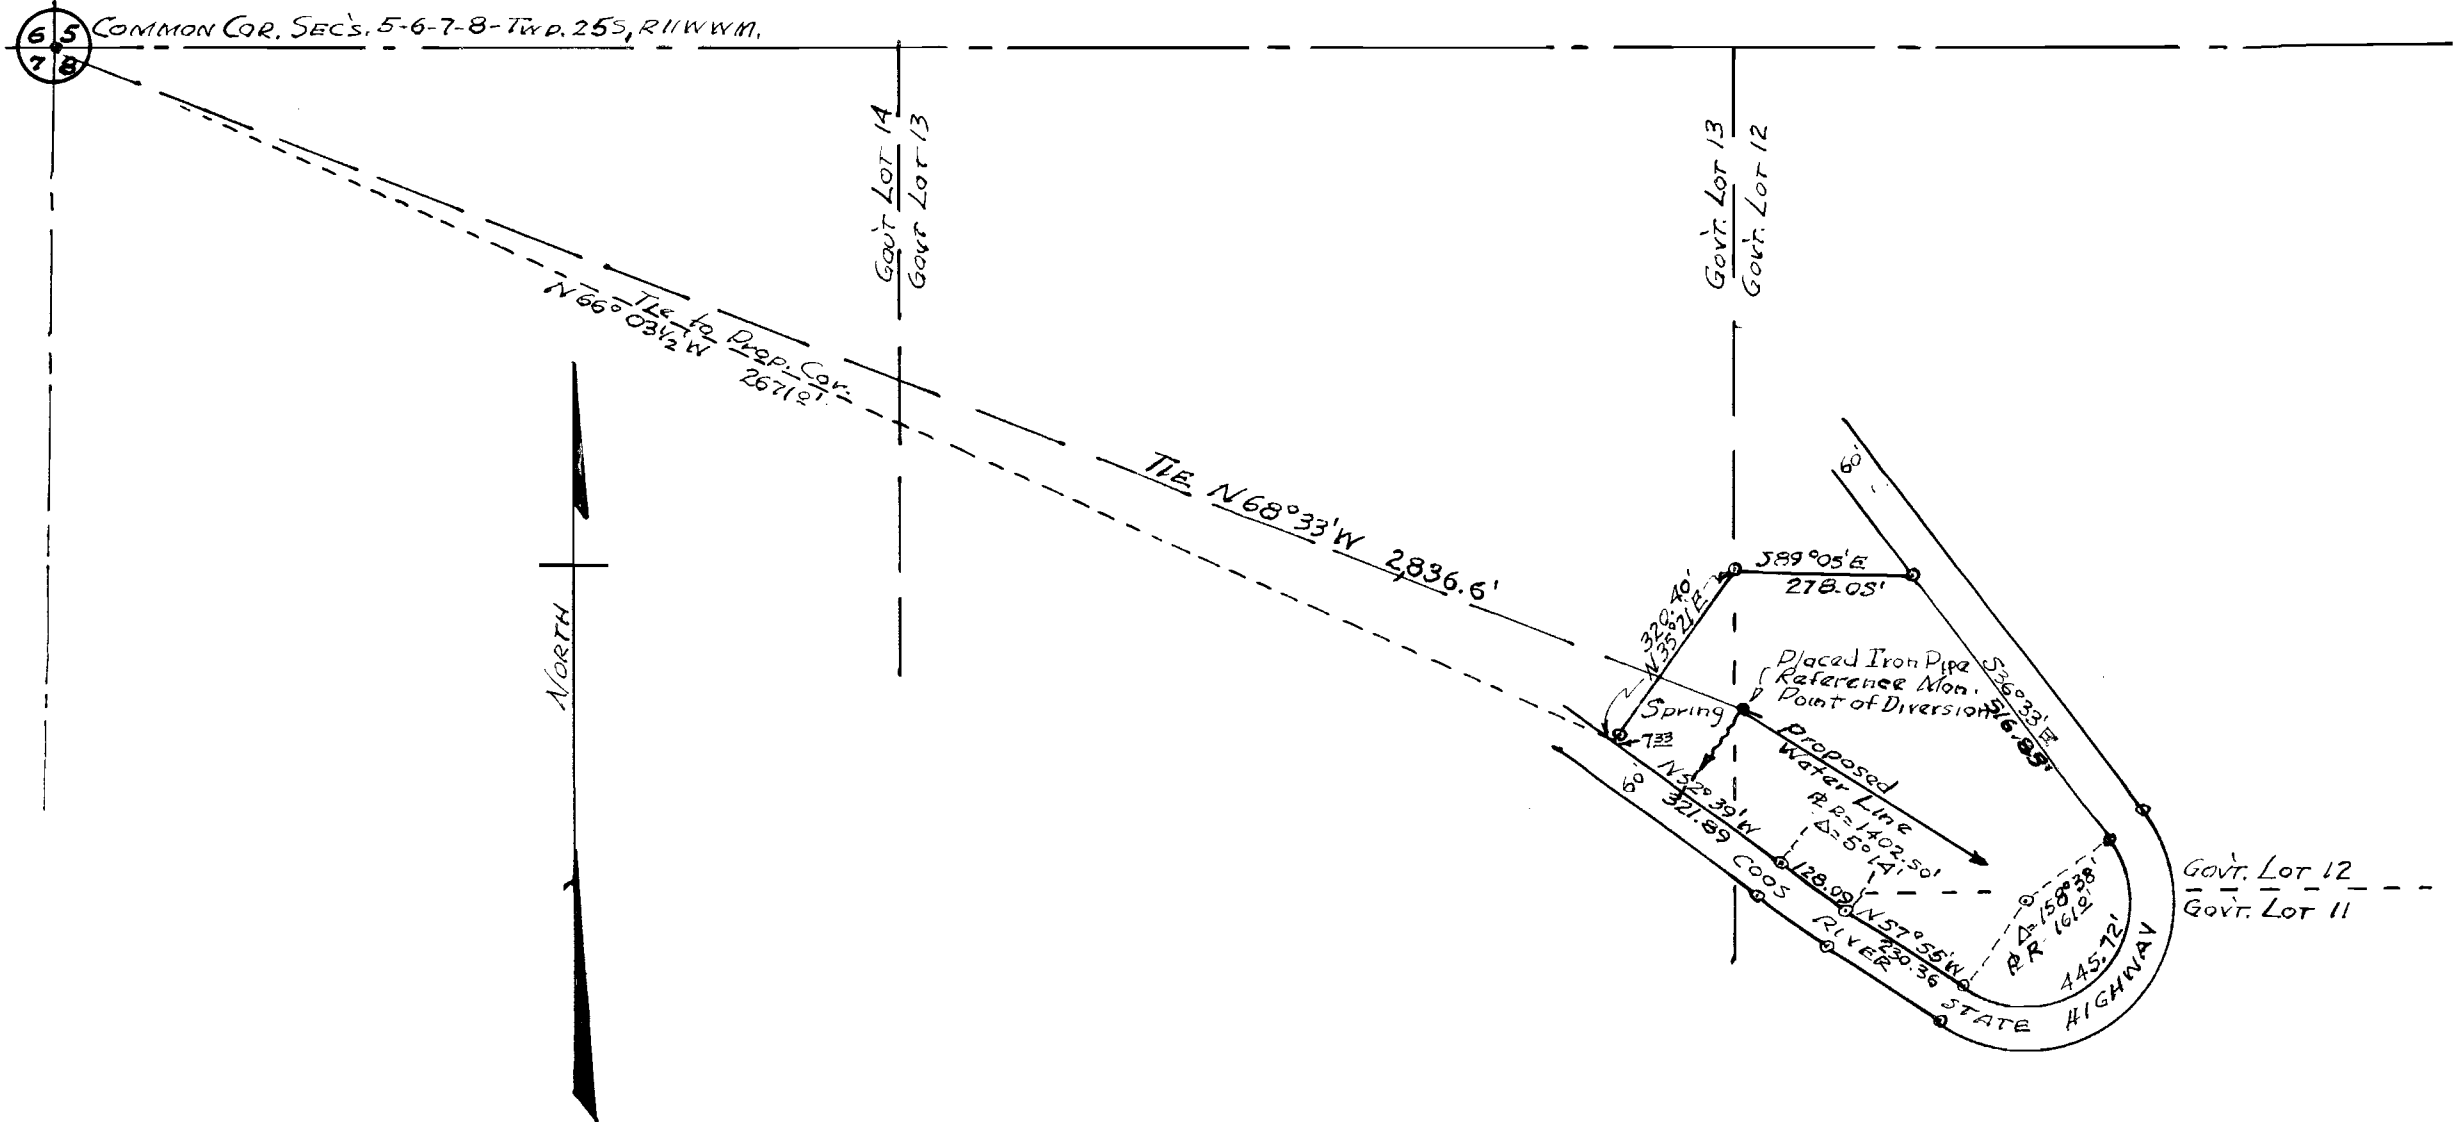 6 5
7 8
COMMON COR. SEC'S. 5-6-7-8-TWP. 25S, R11WWM.
GOV'T LOT 14
GOVT LOT 13
GOV'T. LOT 13
GOV'T. LOT 12
Tie to Prop. Cor.
N 66° 03½ W 2671.0'
TIE N 68°33'W 2,836.6'
NORTH
60'
S89°05'E
278.05'
320.40'
N 35°21'E
Placed Iron Pipe
Reference Mon.
Point of Diversion
Spring
7.33
S36°33'E
516.85'
Proposed
Water Line
N52°39'W
321.89
60'
R=1402.50'
Δ=5°14'
128.09
N57°55'W
230.36
Δ=158°38'
R 161.0'
445.72'
COOS RIVER STATE HIGHWAY
GOV'T. LOT 12
GOV'T. LOT 11